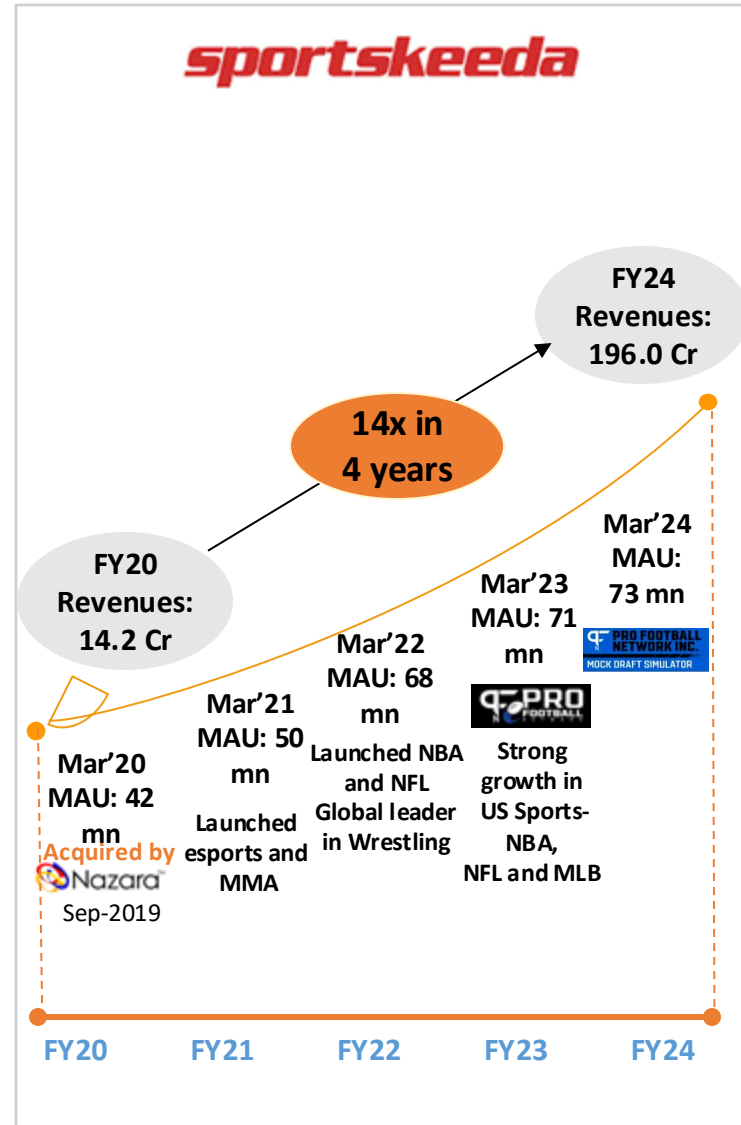 sportskeeda
FY24
Revenues:
196.0 Cr
14x in
4 years
FY20
Revenues:
14.2 Cr
Mar’24
MAU:
73 mn
PRO FOOTBALL
NETWORK INC.
MOCK DRAFT SIMULATOR
Mar’23
MAU: 71
mn
PRO
FOOTBALL
Strong
growth in
US Sports-
NBA,
NFL and MLB
Mar’22
MAU: 68
mn
Launched NBA
and NFL
Global leader
in Wrestling
Mar’21
MAU: 50
mn
Launched
esports and
MMA
Mar’20
MAU: 42
mn
Acquired by
Nazara™
Sep-2019
FY20
FY21
FY22
FY23
FY24